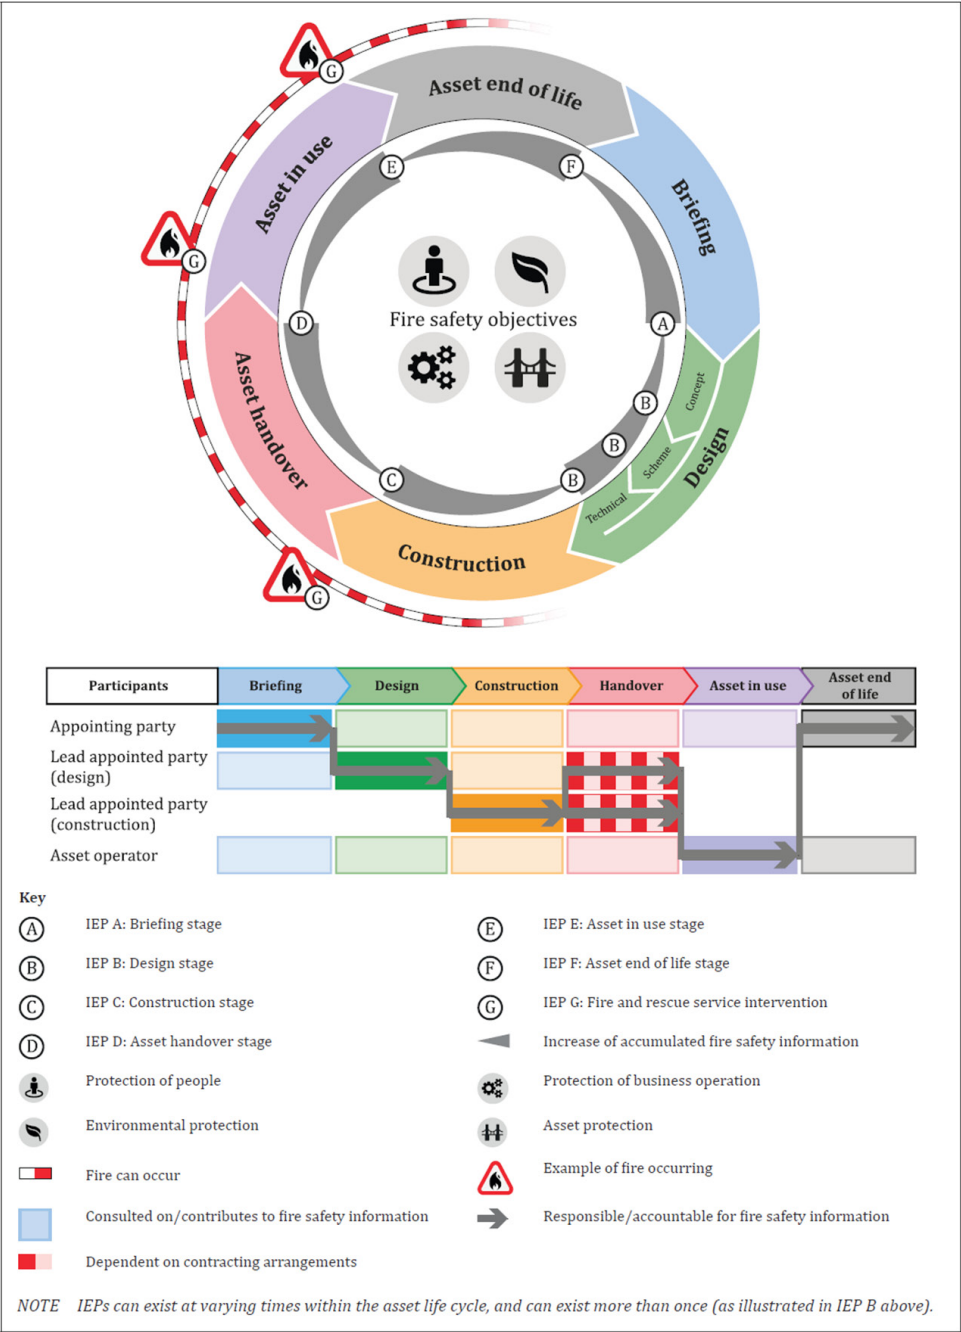 G
Asset end of life
E
F
Asset in use
Briefing
G
Fire safety objectives
D
A
Asset handover
Concept
B
B
Scheme
Design
C
B
Technical
Construction
G
Participants
Briefing
Design
Construction
Handover
Asset in use
Asset end
of life
Appointing party
Lead appointed party
(design)
Lead appointed party
(construction)
Asset operator
Key
A IEP A: Briefing stage
E IEP E: Asset in use stage
B IEP B: Design stage
F IEP F: Asset end of life stage
C IEP C: Construction stage
G IEP G: Fire and rescue service intervention
D IEP D: Asset handover stage
Increase of accumulated fire safety information
Protection of people
Protection of business operation
Environmental protection
Asset protection
Fire can occur
Example of fire occurring
Consulted on/contributes to fire safety information
Responsible/accountable for fire safety information
Dependent on contracting arrangements
NOTE IEPs can exist at varying times within the asset life cycle, and can exist more than once (as illustrated in IEP B above).